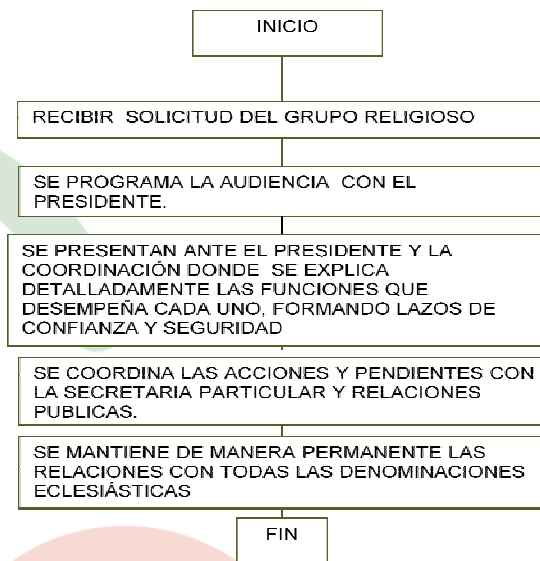 INICIO
RECIBIR SOLICITUD DEL GRUPO RELIGIOSO
SE PROGRAMA LA AUDIENCIA CON EL
PRESIDENTE.
SE PRESENTAN ANTE EL PRESIDENTE Y LA
COORDINACIÓN DONDE SE EXPLICA
DETALLADAMENTE LAS FUNCIONES QUE
DESEMPEÑA CADA UNO, FORMANDO LAZOS DE
CONFIANZA Y SEGURIDAD
SE COORDINA LAS ACCIONES Y PENDIENTES CON
LA SECRETARIA PARTICULAR Y RELACIONES
PUBLICAS.
SE MANTIENE DE MANERA PERMANENTE LAS
RELACIONES CON TODAS LAS DENOMINACIONES
ECLESIÁSTICAS
FIN